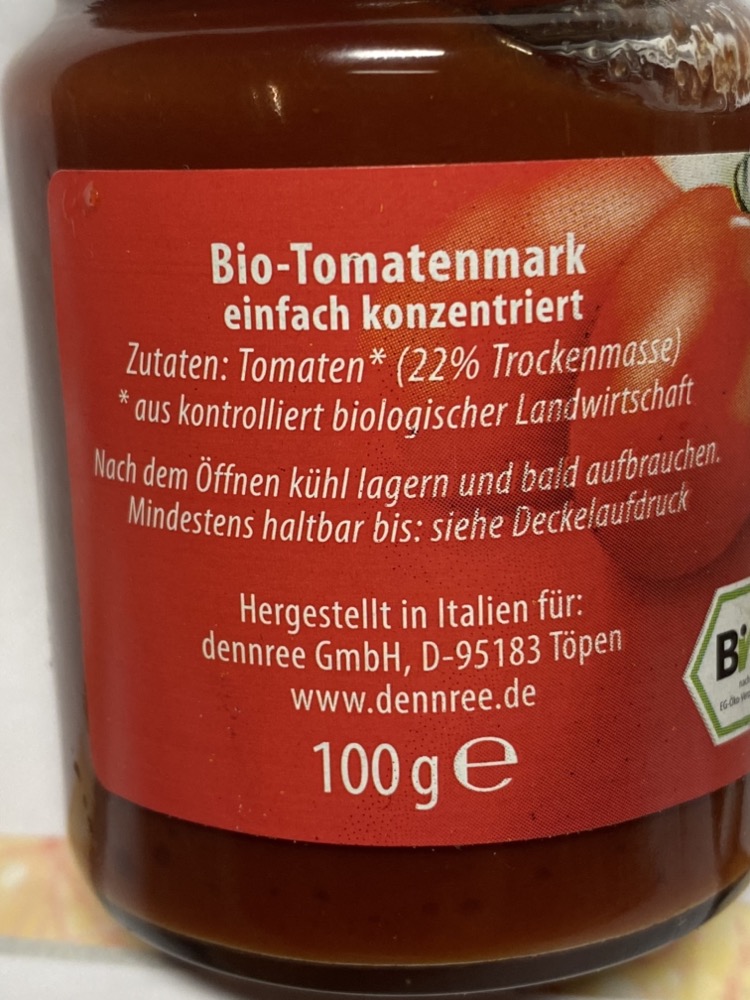 Bio-Tomatenmark
einfach konzentriert
Zutaten: Tomaten* (22% Trockenmasse)
* aus kontrolliert biologischer Landwirtschaft
Nach dem Öffnen kühl lagern und bald aufbrauchen.
Mindestens haltbar bis: siehe Deckelaufdruck
Hergestellt in Italien für:
dennree GmbH, D-95183 Töpen
www.dennree.de
100 g ℮